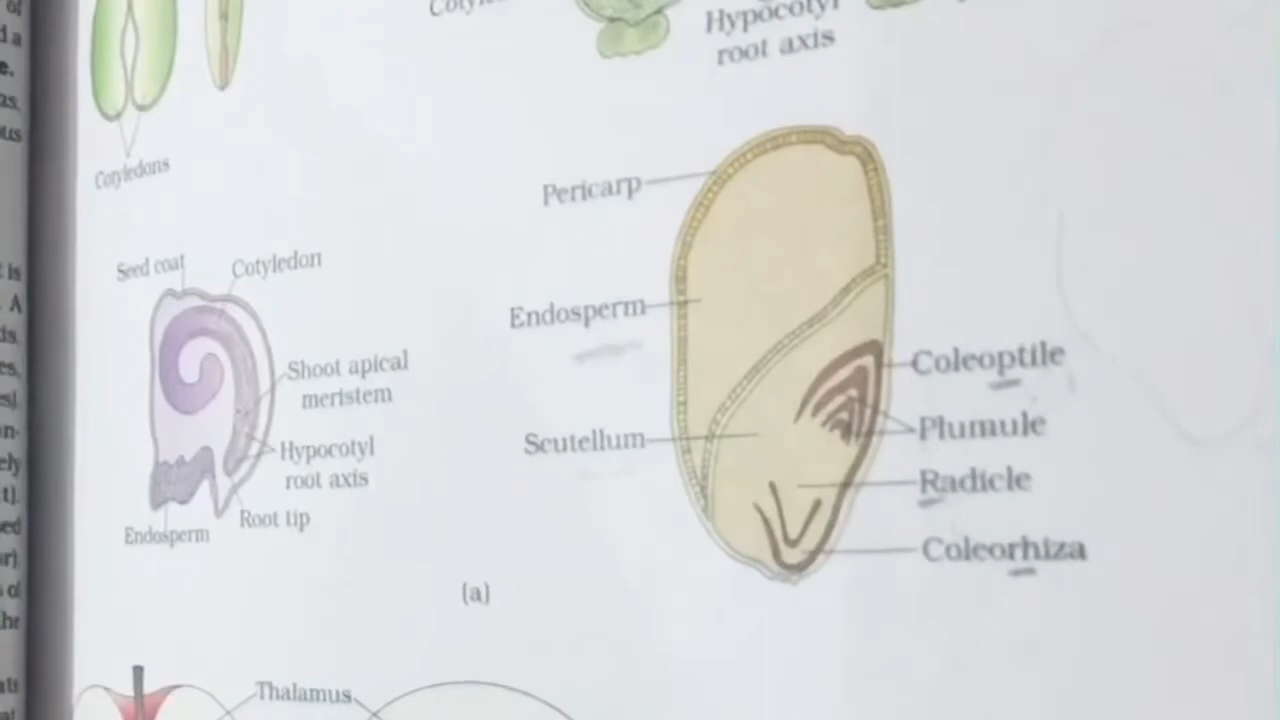 Hypocotyl
root axis
Cotyledons
Pericarp
Seed coat
Cotyledon
Endosperm
Shoot apical
meristem
Coleoptile
Plumule
Scutellum
Hypocotyl
root axis
Radicle
Root tip
Endosperm
Coleorhiza
(a)
Thalamus